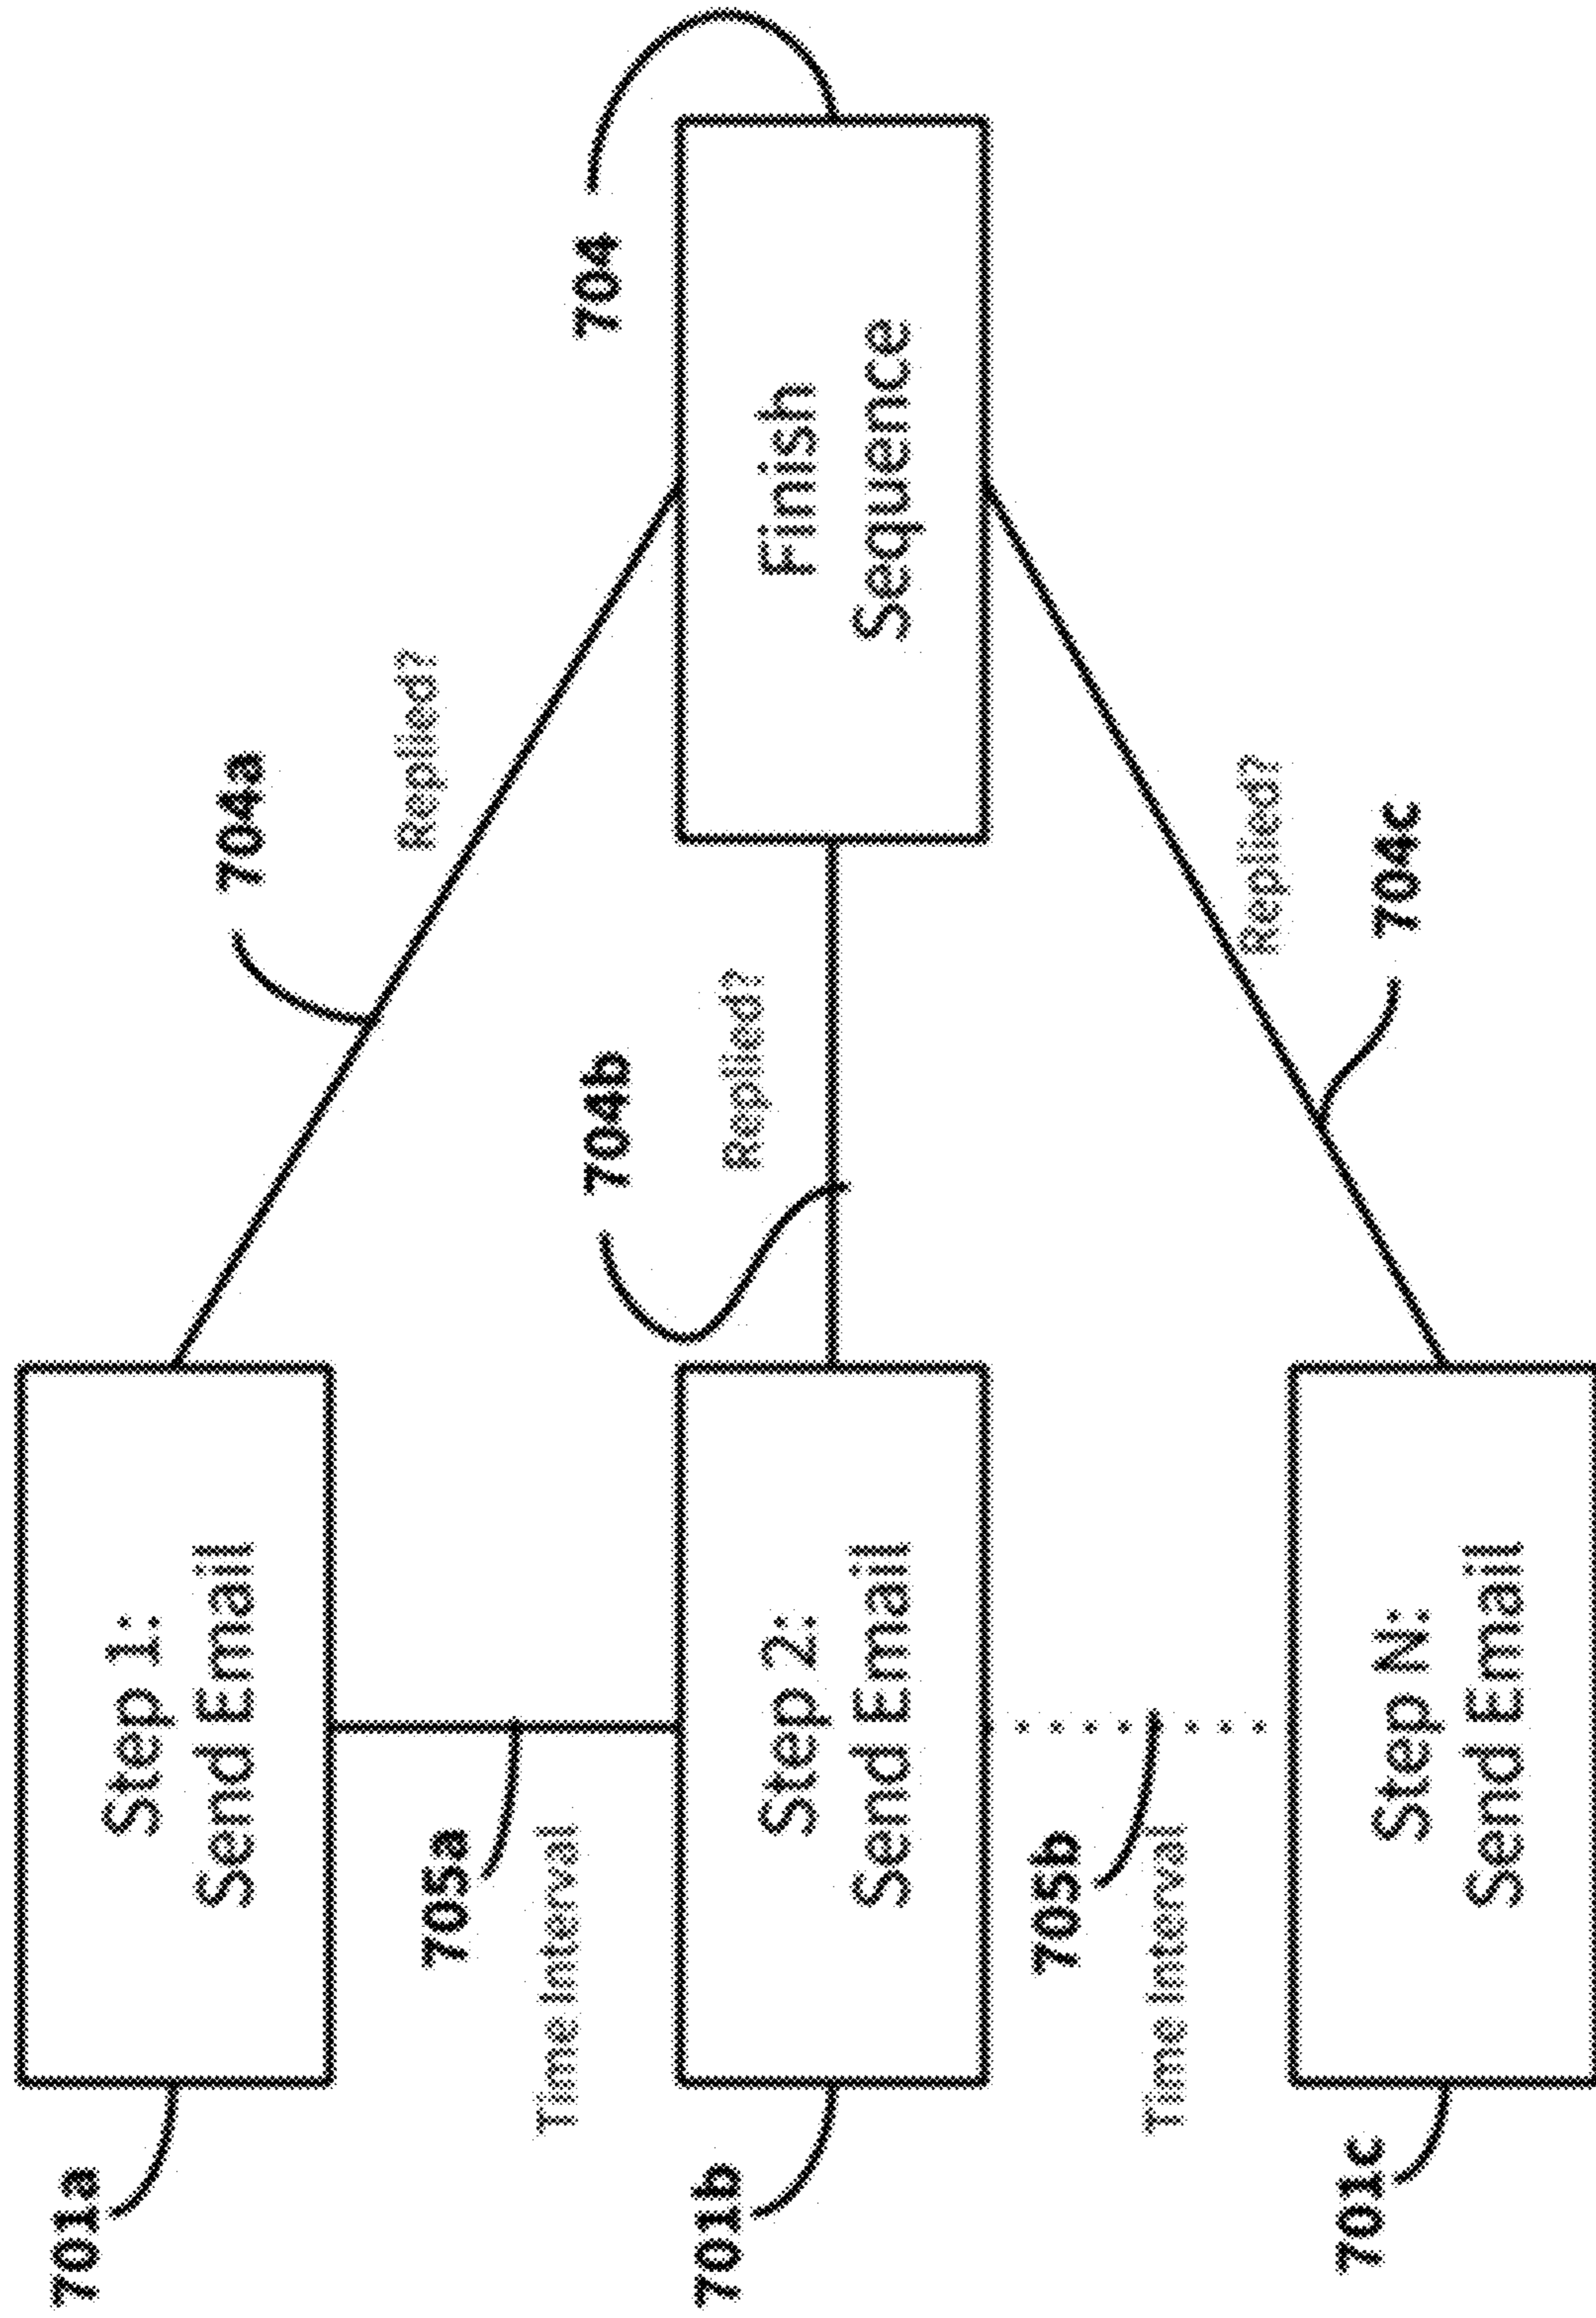 701a
Step 1:
Send Email
704a
Replied?
705a
Time Interval
701b
Step 2:
Send Email
704b
Replied?
704
Finish
Sequence
705b
Time Interval
701c
Step N:
Send Email
Replied?
704c